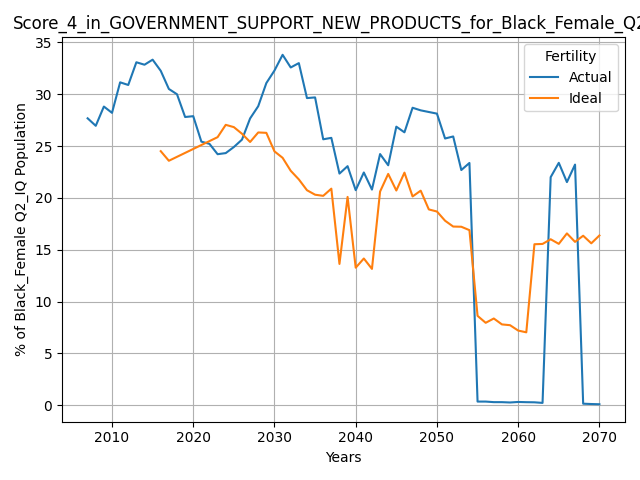 Score_4_in_GOVERNMENT_SUPPORT_NEW_PRODUCTS_for_Black_Female_Q2
Fertility
Actual
Ideal
35
30
25
20
15
10
5
0
% of Black_Female Q2_IQ Population
2010 2020 2030 2040 2050 2060 2070
Years